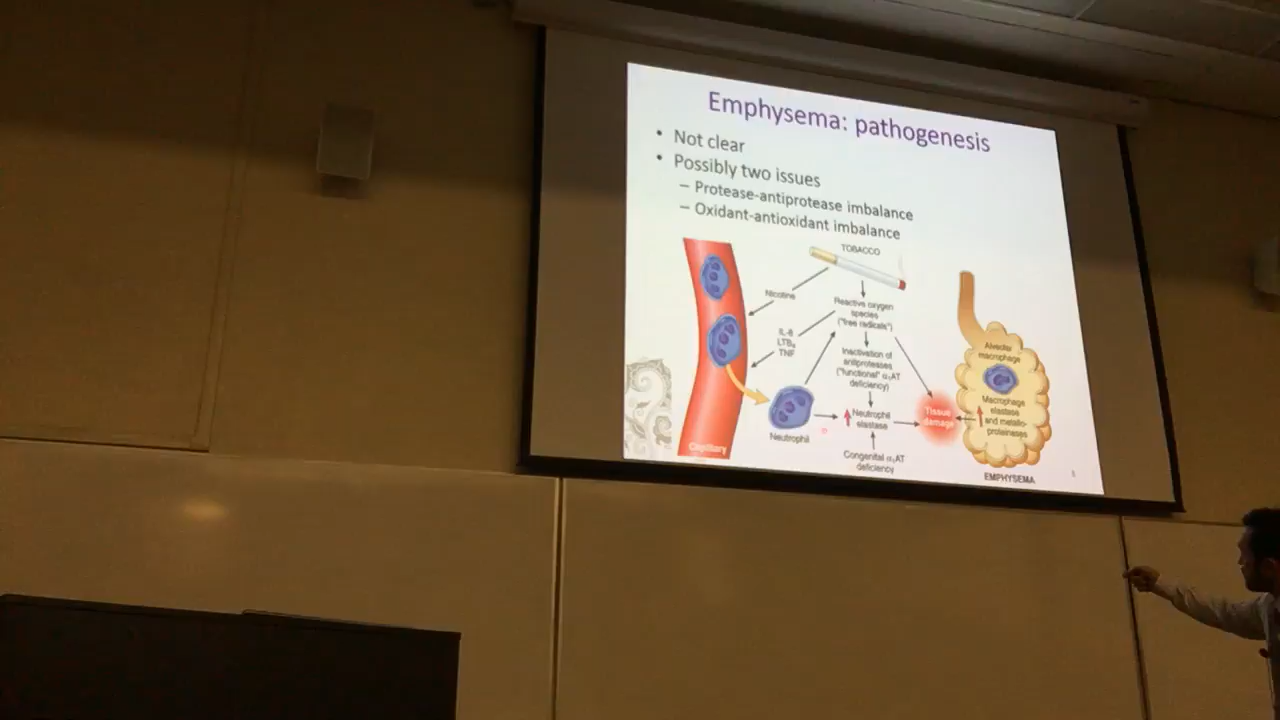 Emphysema: pathogenesis
• Not clear
• Possibly two issues
– Protease-antiprotease imbalance
– Oxidant-antioxidant imbalance
TOBACCO
Nicotine
Reactive oxygen
species
("free radicals")
IL-8
LTB₄
TNF
Inactivation of
antiproteases
("functional" α₁AT
deficiency)
Neutrophil
Neutrophil
elastase
Congenital α₁AT
deficiency
Tissue
damage
Alveolar
macrophage
Macrophage
elastase
and metallo-
proteinases
EMPHYSEMA
Capillary